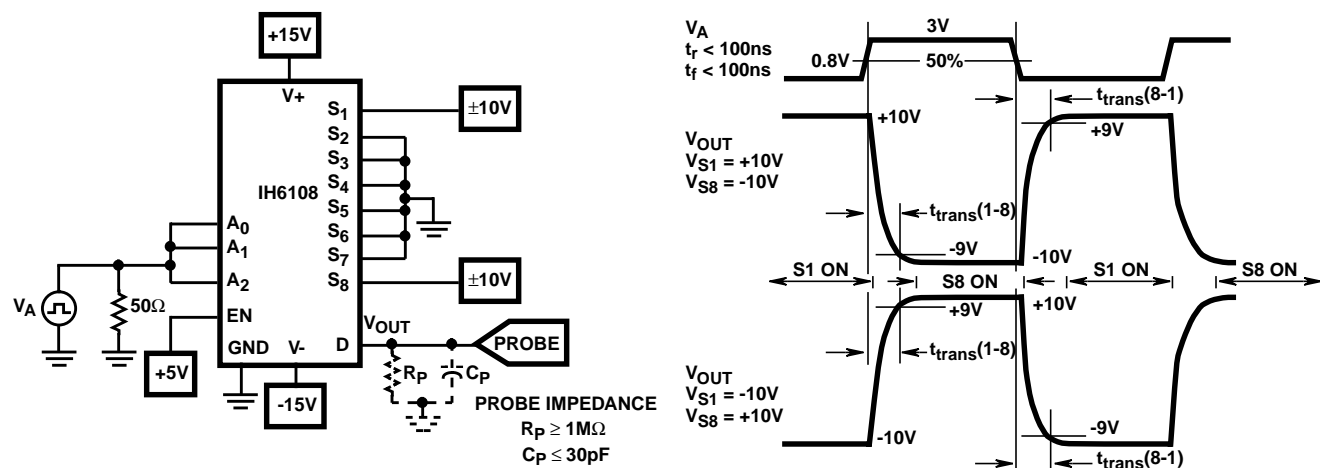 +15V
V+
S1
±10V
S2
S3
S4
IH6108
S5
S6
S7
S8
±10V
A0
A1
A2
VA
50Ω
EN
+5V
GND
V-
D
-15V
VOUT
PROBE
RP
CP
PROBE IMPEDANCE
RP ≥ 1MΩ
CP ≤ 30pF
VA
tr < 100ns
tf < 100ns
3V
0.8V
50%
ttrans(8-1)
+10V
+9V
VOUT
VS1 = +10V
VS8 = -10V
ttrans(1-8)
-9V
-10V
S1 ON
S8 ON
S1 ON
S8 ON
+9V
+10V
ttrans(1-8)
VOUT
VS1 = -10V
VS8 = +10V
-10V
-9V
ttrans(8-1)